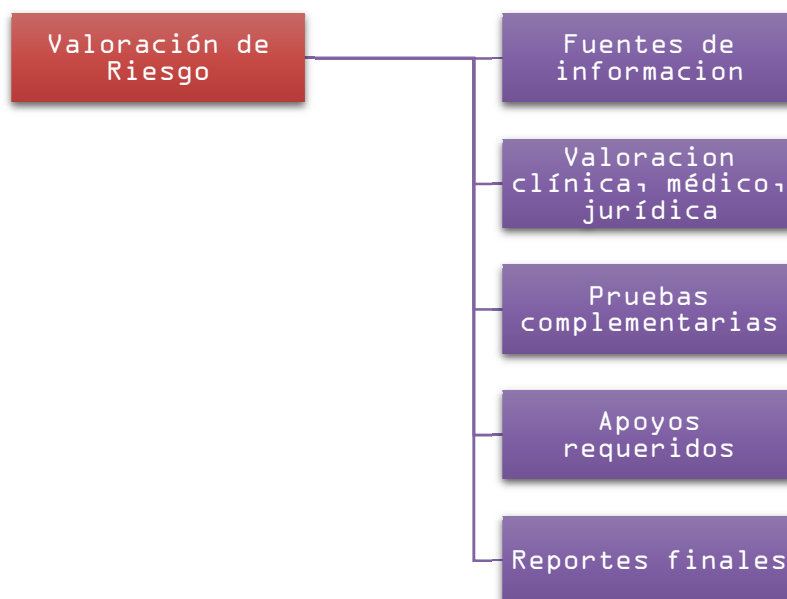 Valoración de
Riesgo
Fuentes de
informacion
Valoracion
clínica, médico,
jurídica
Pruebas
complementarias
Apoyos
requeridos
Reportes finales